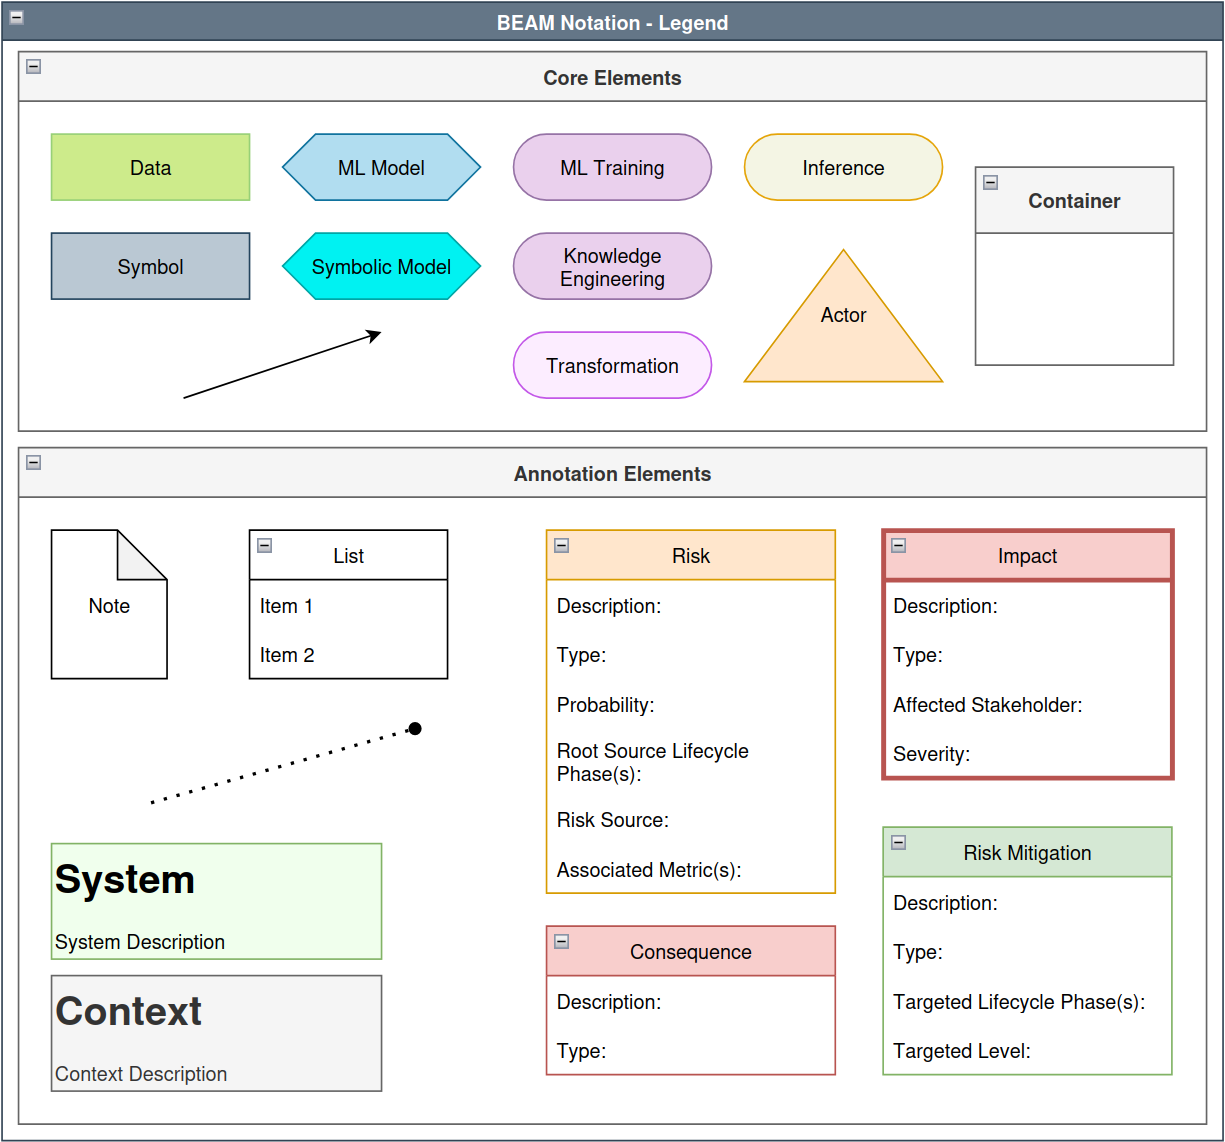 BEAM Notation - Legend
Core Elements
Data
ML Model
ML Training
Inference
Container
Symbol
Symbolic Model
Knowledge
Engineering
Actor
Transformation
Annotation Elements
Note
List
Item 1
Item 2
Risk
Description:
Type:
Probability:
Root Source Lifecycle
Phase(s):
Risk Source:
Associated Metric(s):
Impact
Description:
Type:
Affected Stakeholder:
Severity:
System
System Description
Context
Context Description
Consequence
Description:
Type:
Risk Mitigation
Description:
Type:
Targeted Lifecycle Phase(s):
Targeted Level: